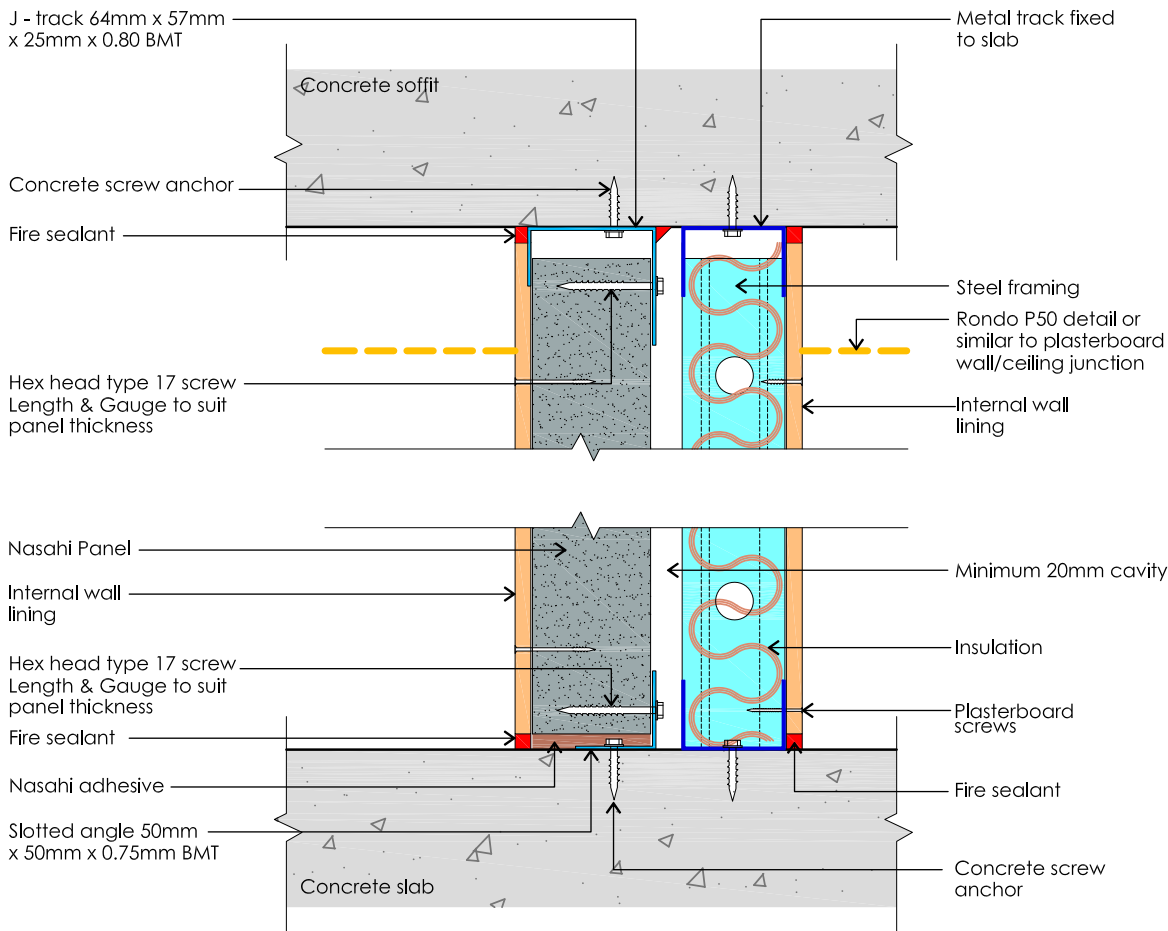 J - track 64mm x 57mm
x 25mm x 0.80 BMT
Metal track fixed
to slab
Concrete soffit
Concrete screw anchor
Fire sealant
Steel framing
Rondo P50 detail or
similar to plasterboard
wall/ceiling junction
Hex head type 17 screw
Length & Gauge to suit
panel thickness
Internal wall
lining
Nasahi Panel
Minimum 20mm cavity
Internal wall
lining
Insulation
Hex head type 17 screw
Length & Gauge to suit
panel thickness
Plasterboard
screws
Fire sealant
Nasahi adhesive
Fire sealant
Slotted angle 50mm
x 50mm x 0.75mm BMT
Concrete slab
Concrete screw
anchor